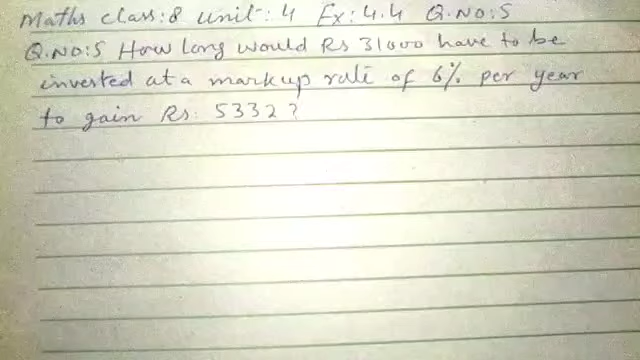 Maths class:8 Unit:4 Ex:4.4 Q.NO:5
Q.NO:5 How long would Rs 31000 have to be
invested at a markup rate of 6% per year
to gain Rs. 5332?